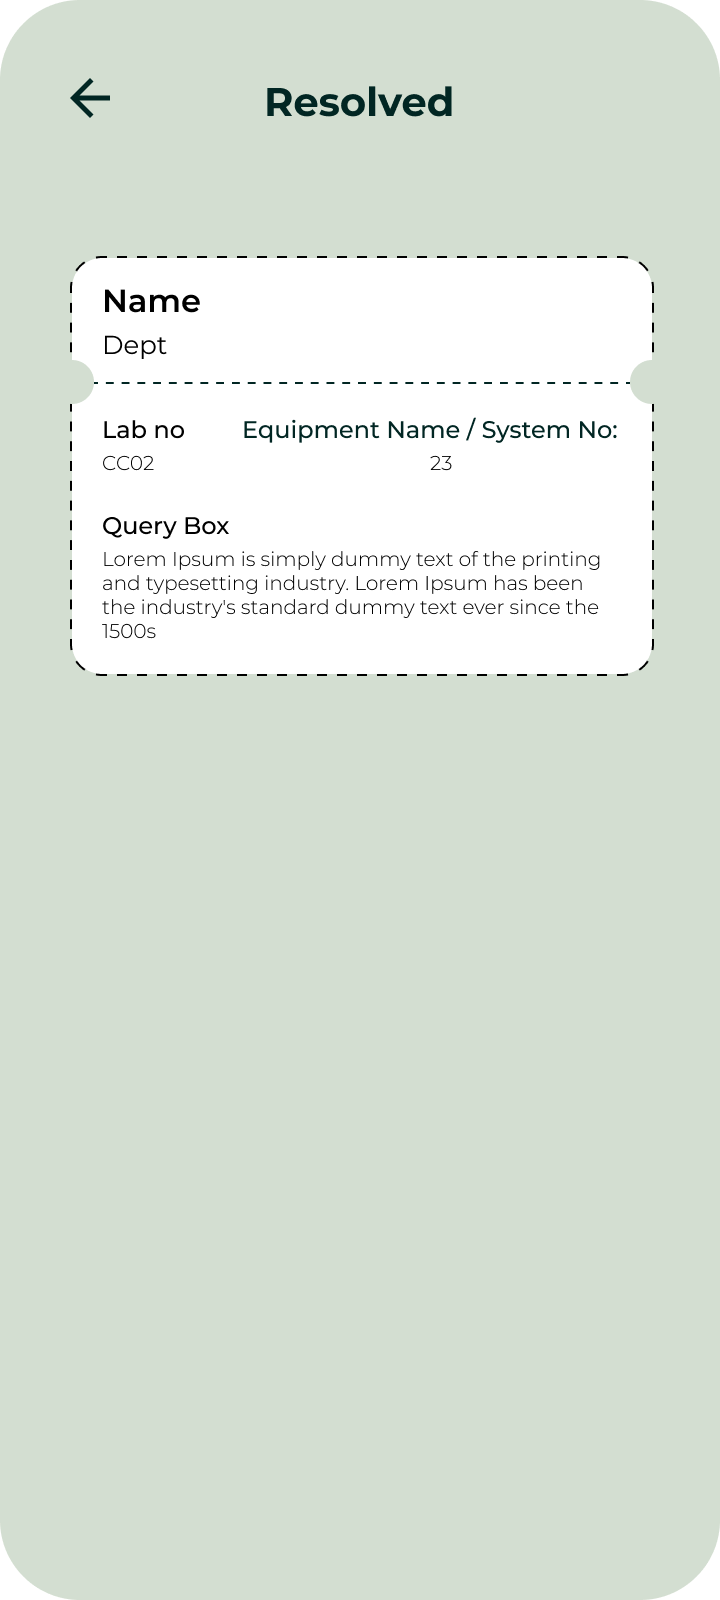 Resolved
Name
Dept
Lab no
Equipment Name / System No:
CC02
23
Query Box
Lorem Ipsum is simply dummy text of the printing
and typesetting industry. Lorem Ipsum has been
the industry's standard dummy text ever since the
1500s